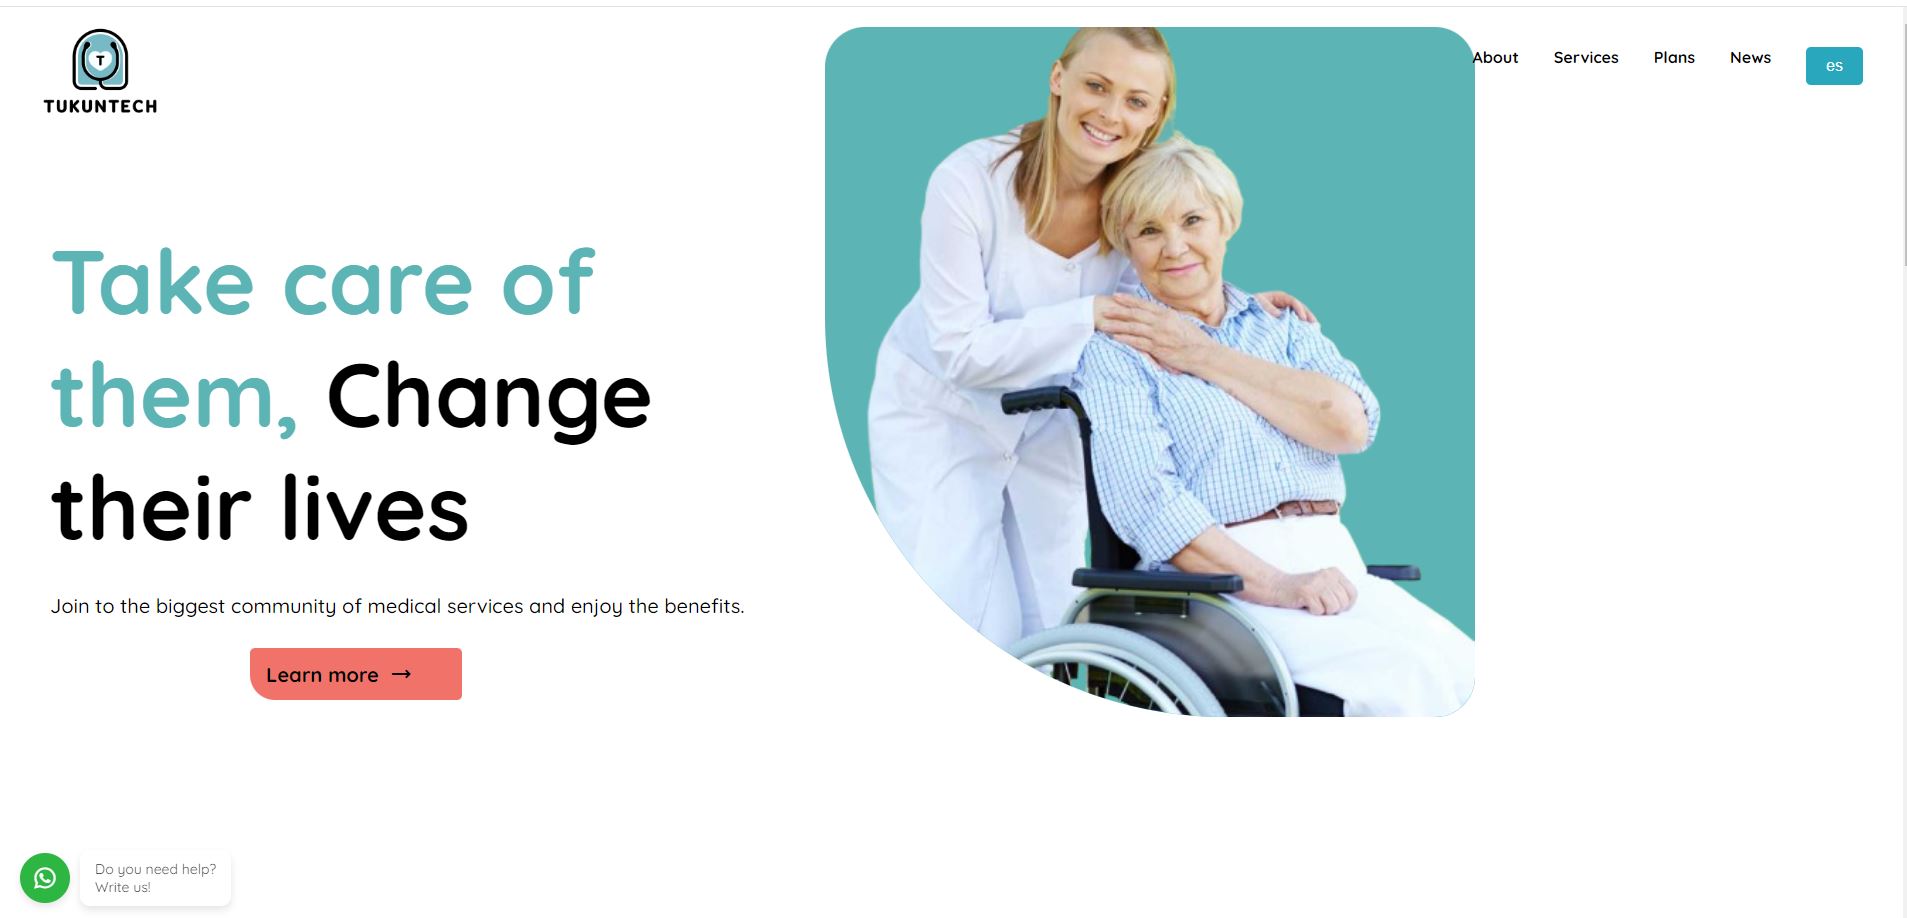 T
TUKUNTECH
About
Services
Plans
News
es
Take care of
them, Change
their lives
Join to the biggest community of medical services and enjoy the benefits.
Learn more →
Do you need help?
Write us!